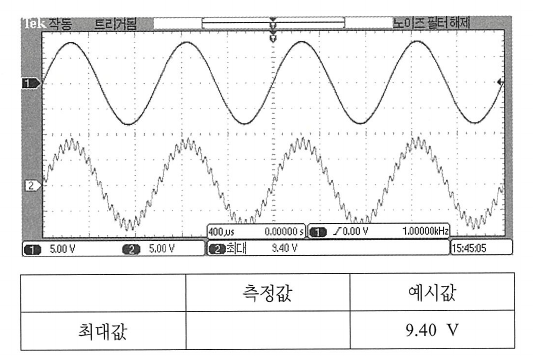 Tek 작동 트리거됨 노이즈 필터 해제
1
2
400µs 0.00000 s 1 0.00 V 1.00000kHz
1 5.00 V 2 5.00 V 2 최대 9.40 V 15:45:05
측정값 예시값
최대값 9.40 V